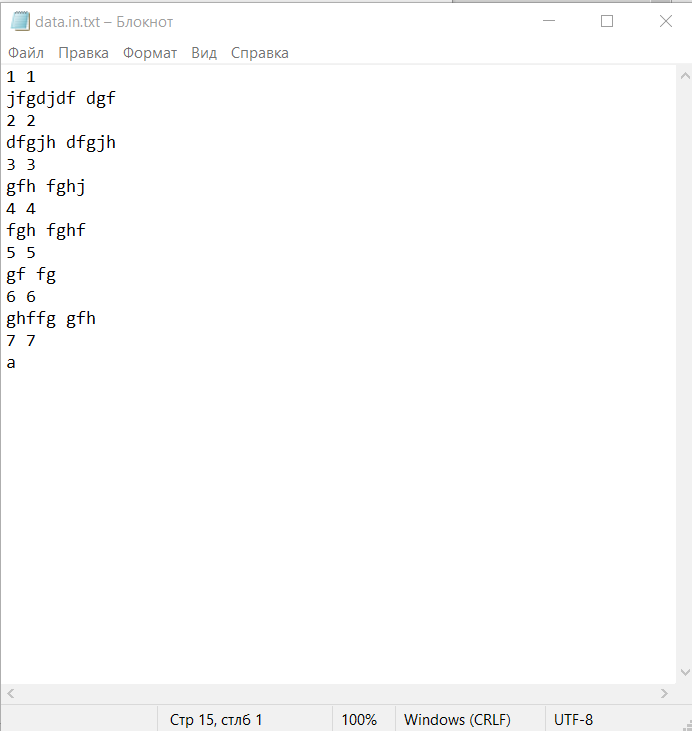 data.in.txt – Блокнот
Файл Правка Формат Вид Справка
1 1
jfgdjdf dgf
2 2
dfgjh dfgjh
3 3
gfh fghj
4 4
fgh fghf
5 5
gf fg
6 6
ghffg gfh
7 7
a
Стр 15, стлб 1 100% Windows (CRLF) UTF-8